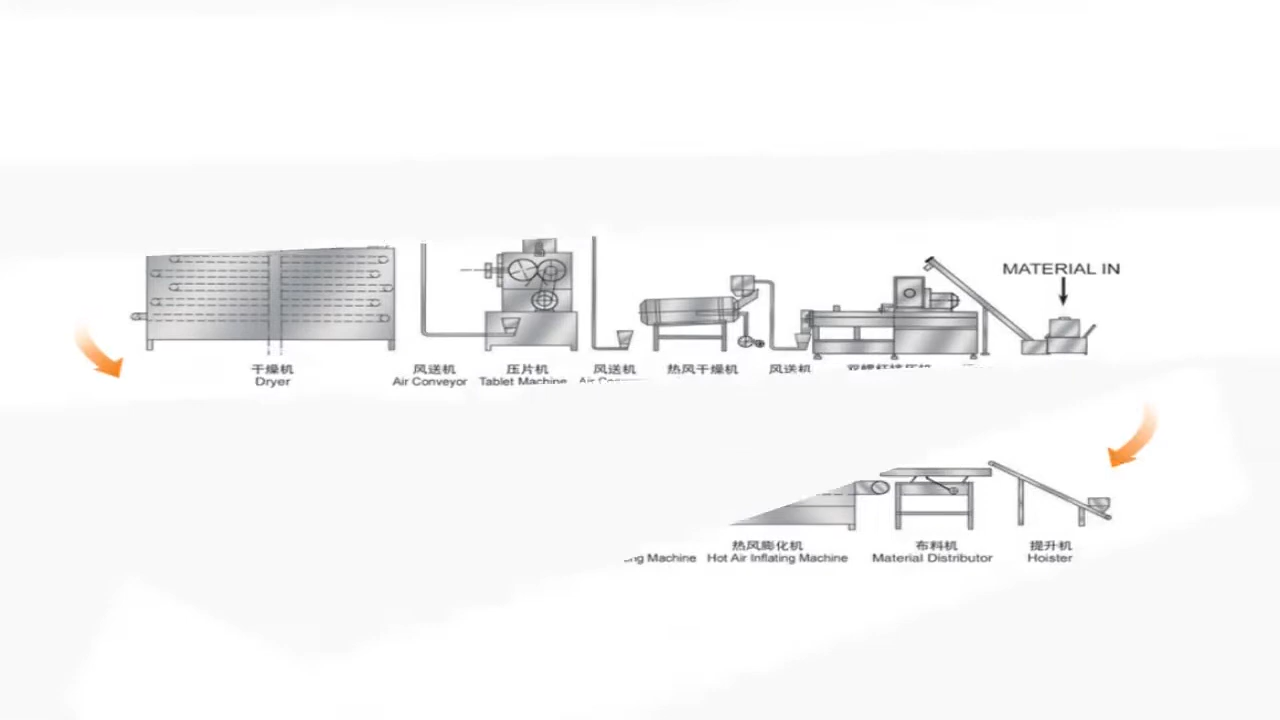 MATERIAL IN
干燥机
Dryer
风送机
Air Conveyor
压片机
Tablet Machine
风送机
Air
热风干燥机
风送机
Machine
热风膨化机
Hot Air Inflating Machine
布料机
Material Distributor
提升机
Hoister